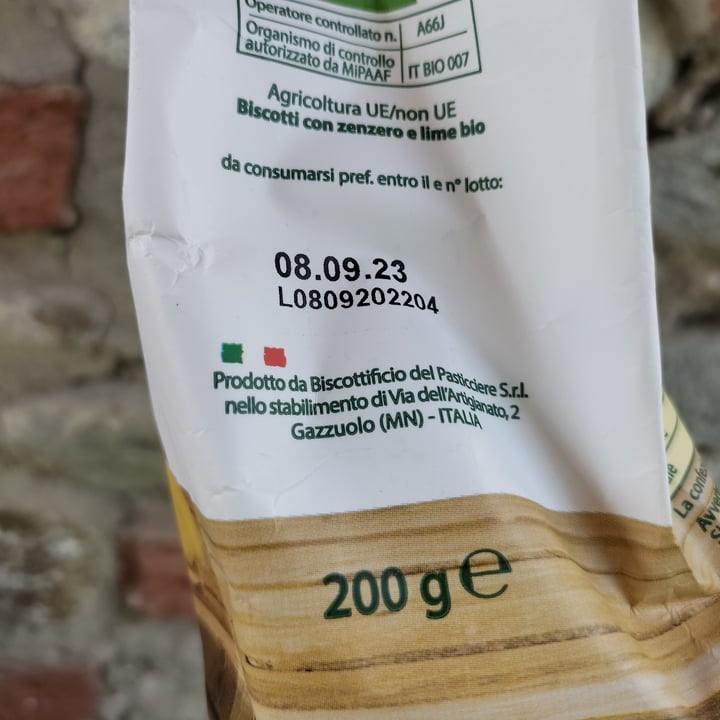 Operatore controllato n. A66J
Organismo di controllo
autorizzato da MiPAAF IT BIO 007
Agricoltura UE/non UE
Biscotti con zenzero e lime bio
da consumarsi pref. entro il e n° lotto:
08.09.23
L0809202204
Prodotto da Biscottificio del Pasticciere S.r.l.
nello stabilimento di Via dell'Artigianato, 2
Gazzuolo (MN) - ITALIA
200 g e
La confe